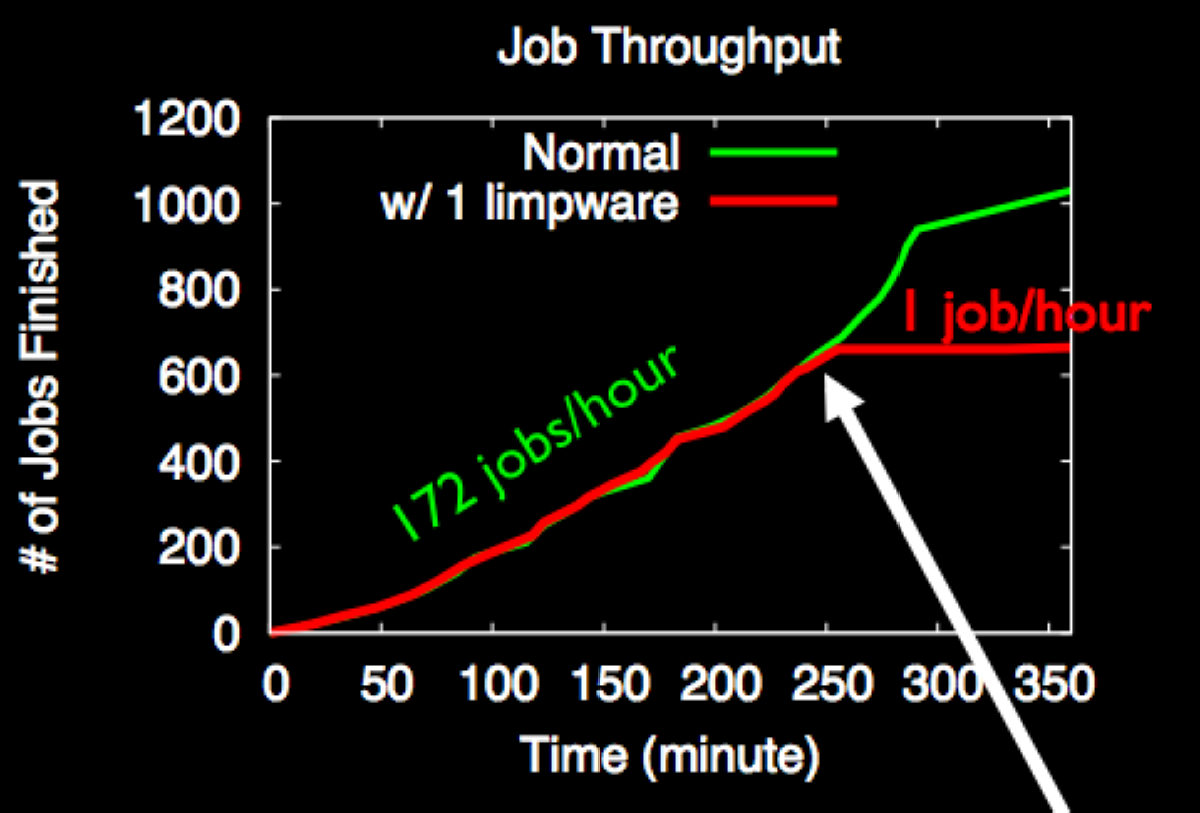 Job Throughput
1200
1000
800
600
400
200
0
# of Jobs Finished
Normal
w/ 1 limpware
172 jobs/hour
1 job/hour
0 50 100 150 200 250 300 350
Time (minute)